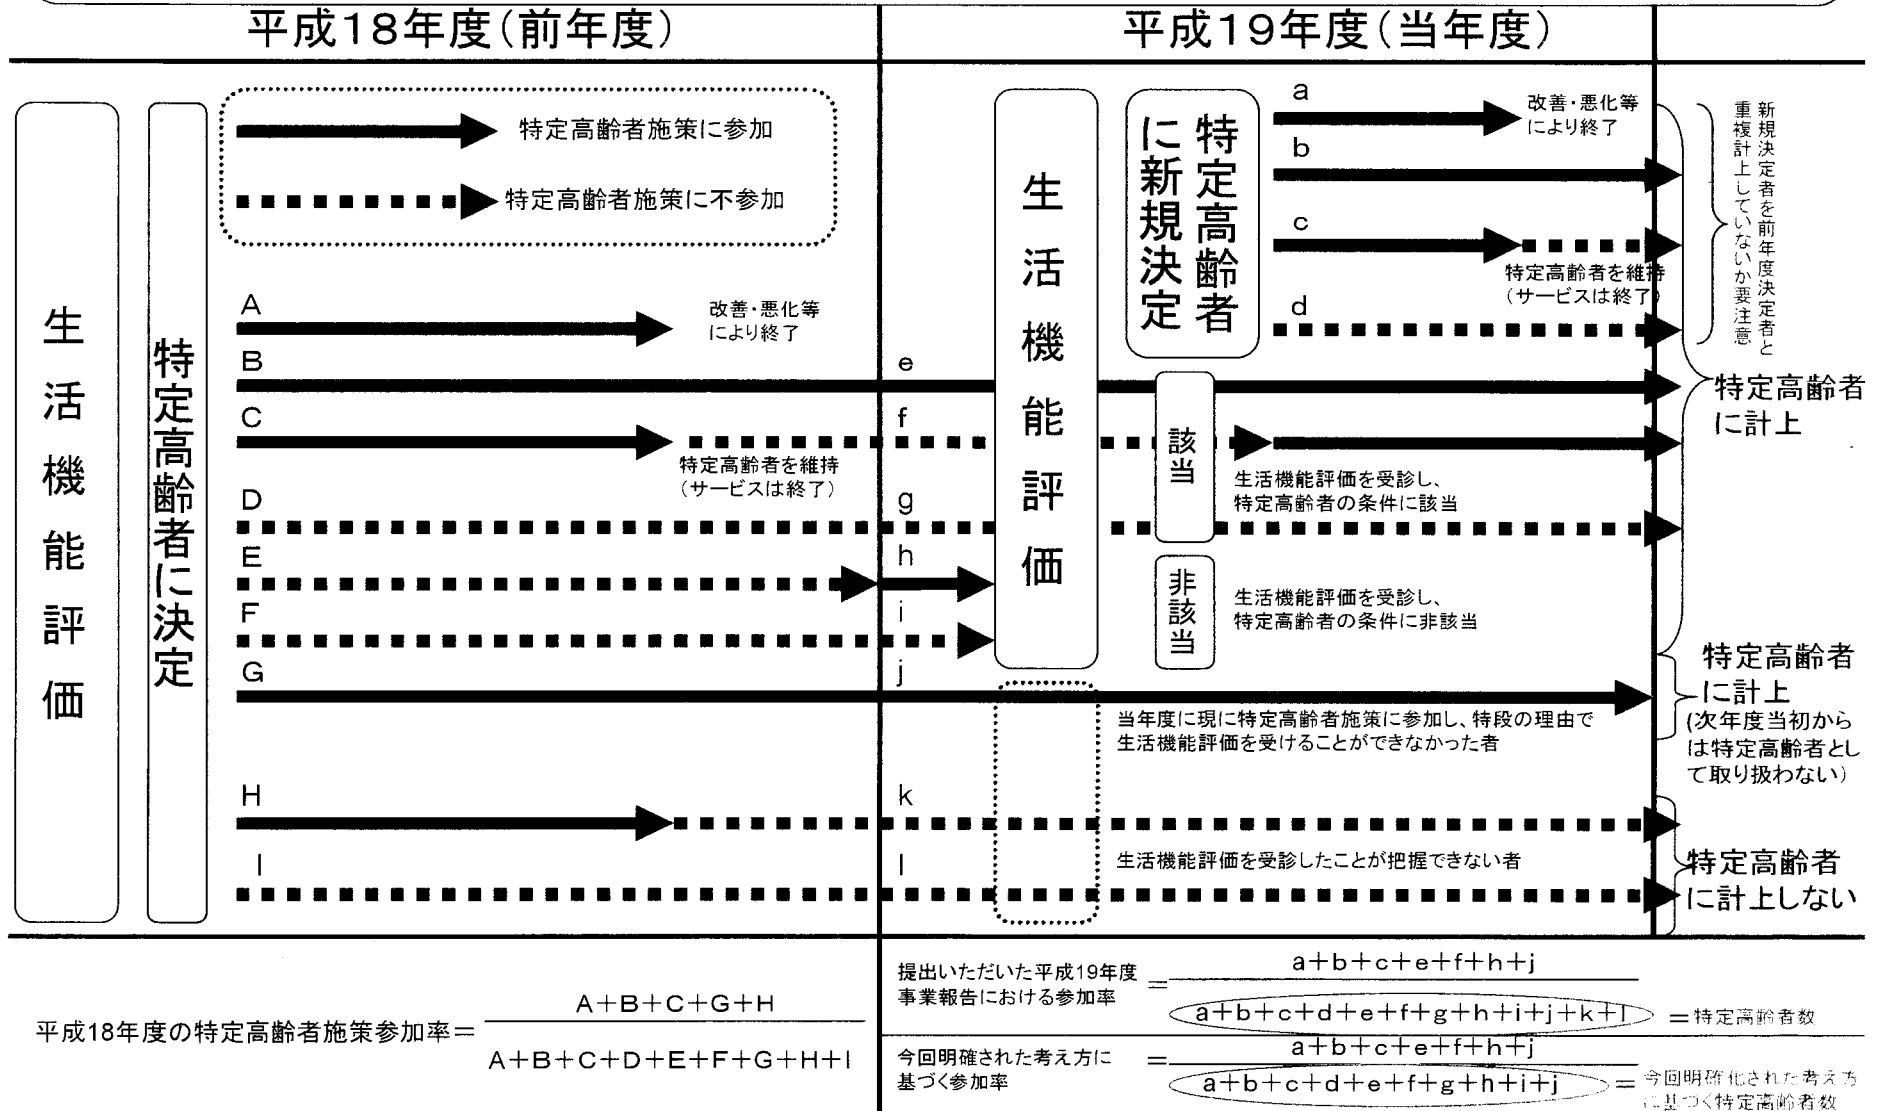 平成18年度(前年度)
平成19年度(当年度)
生活機能評価
特定高齢者に決定
特定高齢者施策に参加
特定高齢者施策に不参加
A
改善・悪化等
により終了
B
C
特定高齢者を維持
(サービスは終了)
D
E
F
G
H
I
生活機能評価
特定高齢者
に新規決定
a
改善・悪化等
により終了
b
c
特定高齢者を維持
(サービスは終了)
d
e
f
g
h
i
j
k
l
該当
生活機能評価を受診し、
特定高齢者の条件に該当
非該当
生活機能評価を受診し、
特定高齢者の条件に非該当
当年度に現に特定高齢者施策に参加し、特段の理由で
生活機能評価を受けることができなかった者
生活機能評価を受診したことが把握できない者
新規決定者を前年度決定者と
重複計上していないか要注意
特定高齢者
に計上
特定高齢者
に計上
(次年度当初から
は特定高齢者とし
て取り扱わない)
特定高齢者
に計上しない
平成18年度の特定高齢者施策参加率=
A+B+C+G+H
A+B+C+D+E+F+G+H+I
提出いただいた平成19年度
事業報告における参加率
=
a+b+c+e+f+h+j
a+b+c+d+e+f+g+h+i+j+k+l
=特定高齢者数
今回明確された考え方に
基づく参加率
=
a+b+c+e+f+h+j
a+b+c+d+e+f+g+h+i+j
=今回明確化された考え方
に基づく特定高齢者数